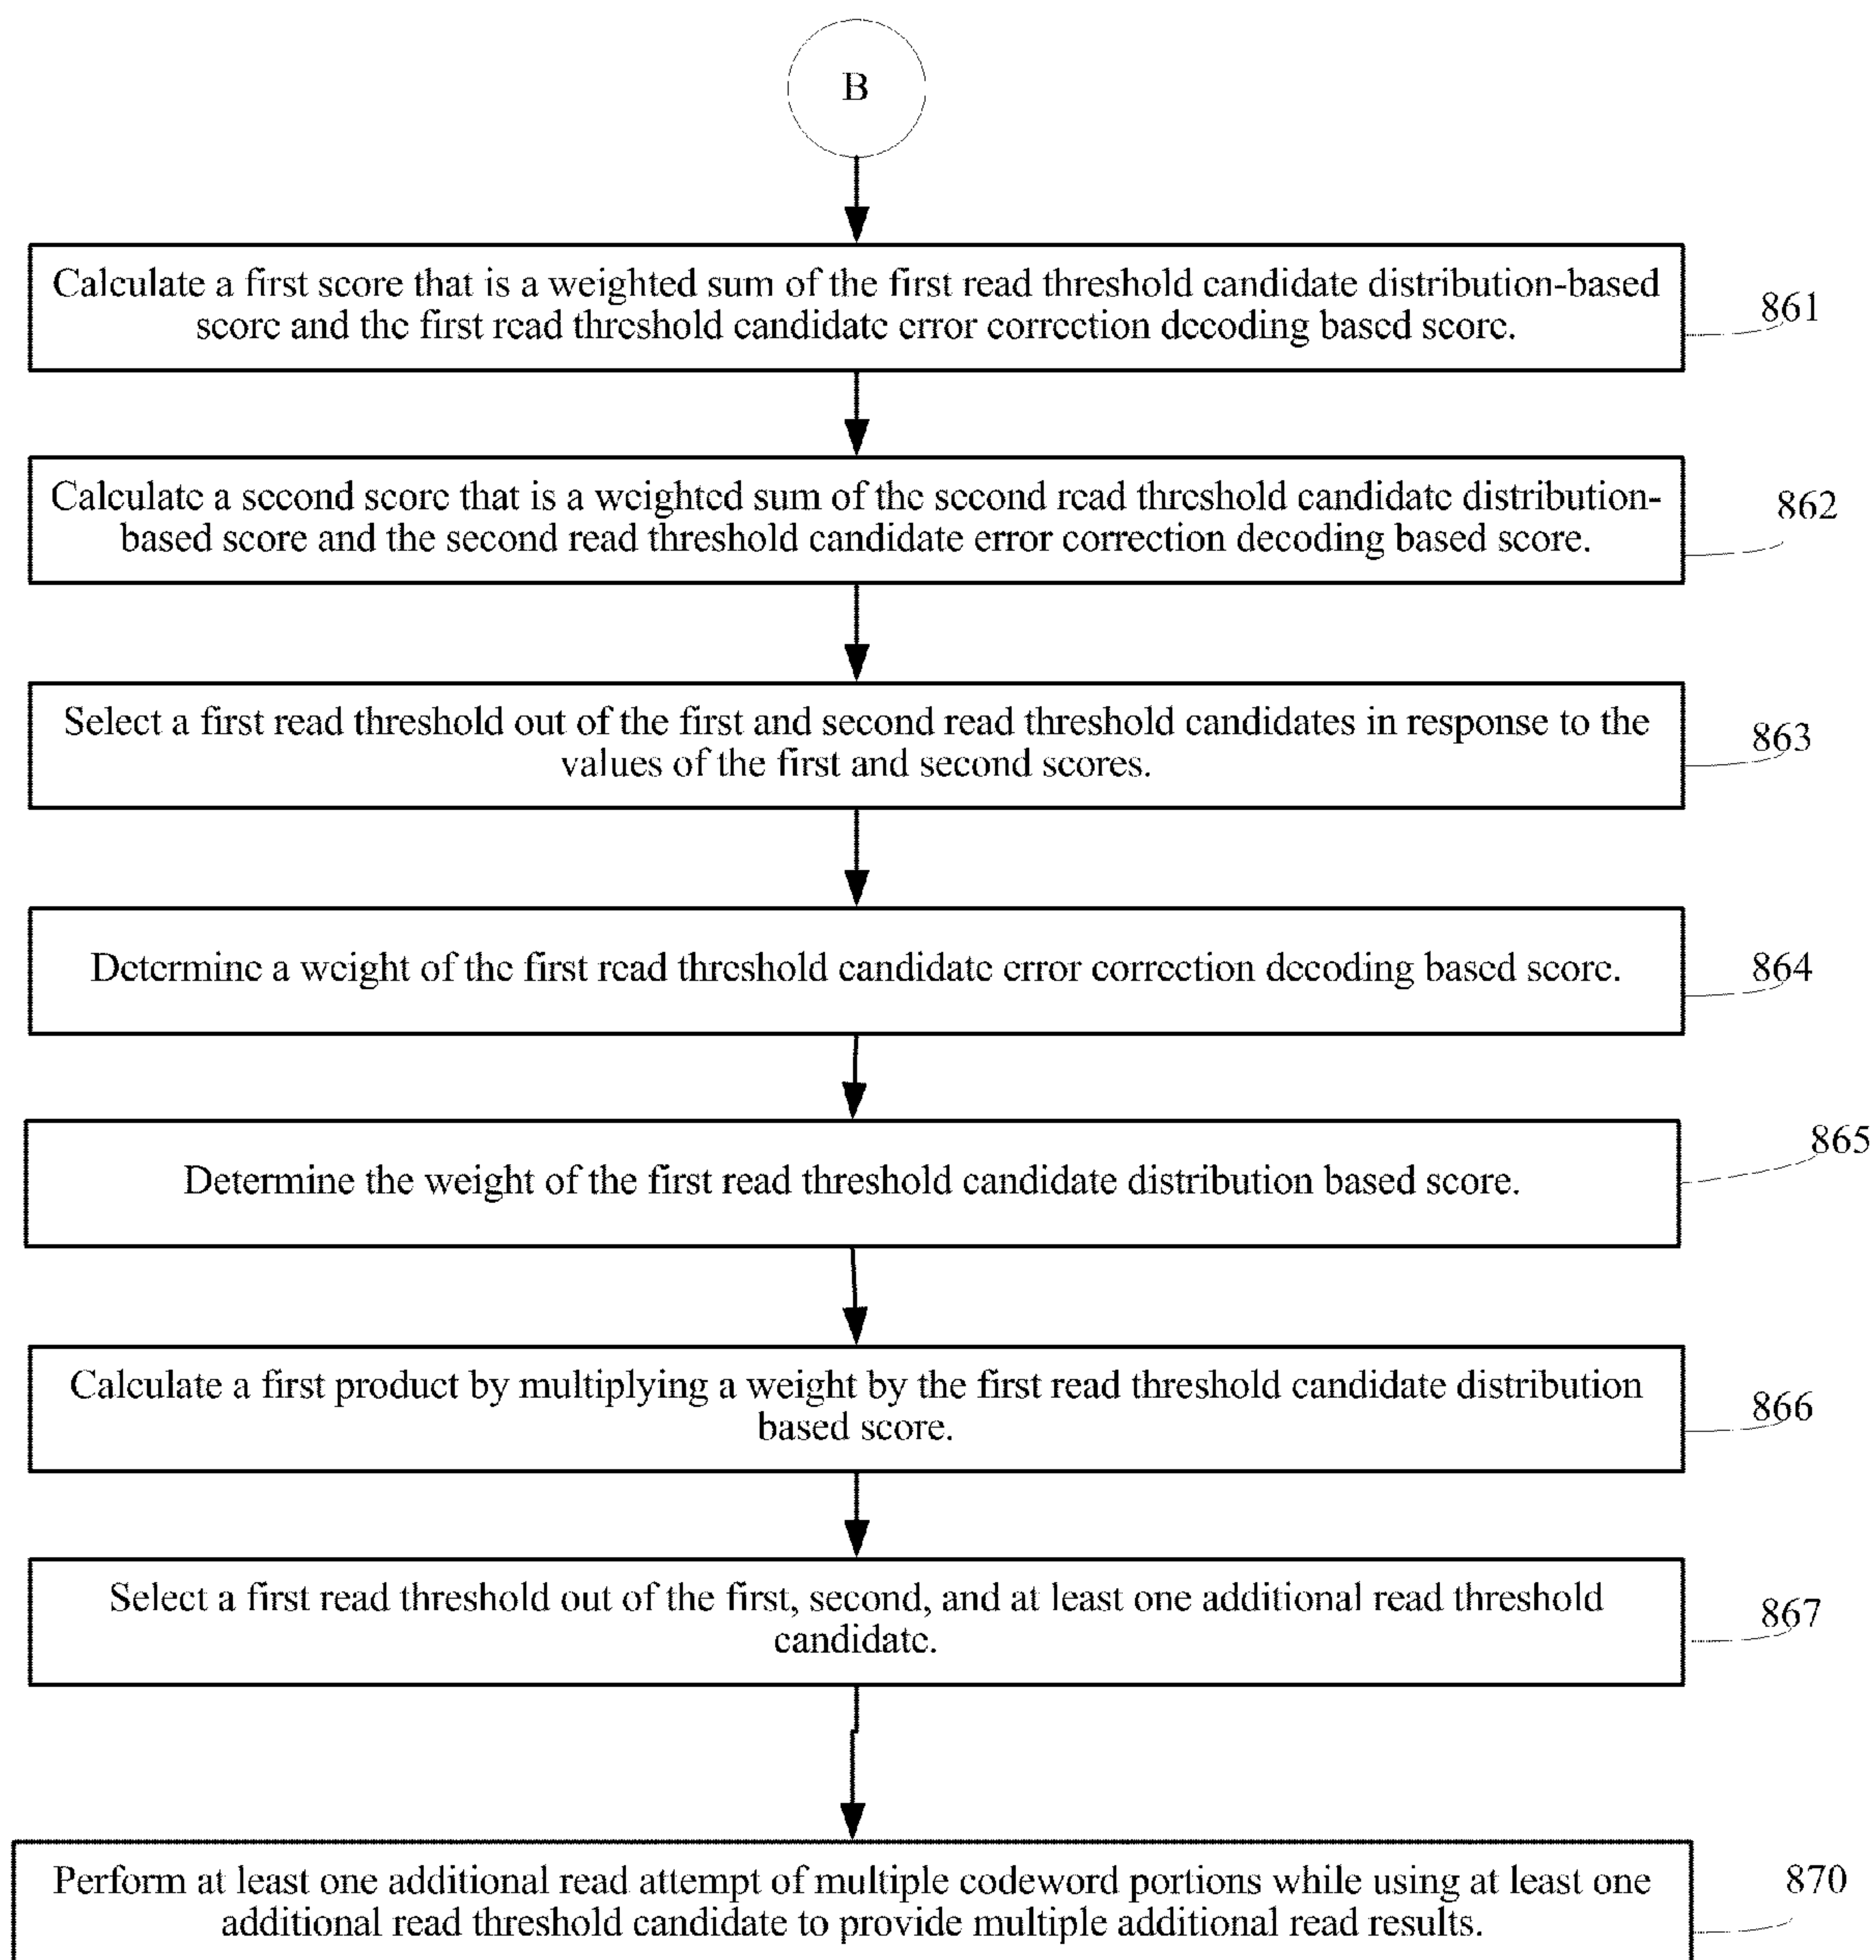 B
Calculate a first score that is a weighted sum of the first read threshold candidate distribution-based
score and the first read threshold candidate error correction decoding based score.
861
Calculate a second score that is a weighted sum of the second read threshold candidate distribution-
based score and the second read threshold candidate error correction decoding based score.
862
Select a first read threshold out of the first and second read threshold candidates in response to the
values of the first and second scores.
863
Determine a weight of the first read threshold candidate error correction decoding based score.
864
Determine the weight of the first read threshold candidate distribution based score.
865
Calculate a first product by multiplying a weight by the first read threshold candidate distribution
based score.
866
Select a first read threshold out of the first, second, and at least one additional read threshold
candidate.
867
Perform at least one additional read attempt of multiple codeword portions while using at least one
additional read threshold candidate to provide multiple additional read results.
870